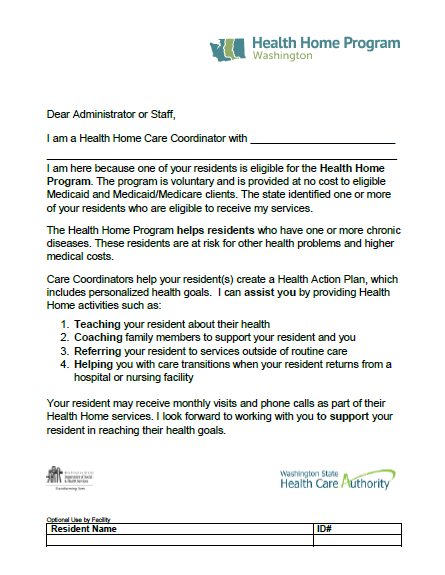 Health Home Program
Washington
Dear Administrator or Staff,
I am a Health Home Care Coordinator with
I am here because one of your residents is eligible for the Health Home
Program. The program is voluntary and is provided at no cost to eligible
Medicaid and Medicaid/Medicare clients. The state identified one or more
of your residents who are eligible to receive my services.
The Health Home Program helps residents who have one or more chronic
diseases. These residents are at risk for other health problems and higher
medical costs.
Care Coordinators help your resident(s) create a Health Action Plan, which
includes personalized health goals. I can assist you by providing Health
Home activities such as:
1. Teaching your resident about their health
2. Coaching family members to support your resident and you
3. Referring your resident to services outside of routine care
4. Helping you with care transitions when your resident returns from a
hospital or nursing facility
Your resident may receive monthly visits and phone calls as part of their
Health Home services. I look forward to working with you to support your
resident in reaching their health goals.
Washington State
Health Care Authority
Optional Use by Facility
Resident Name ID#